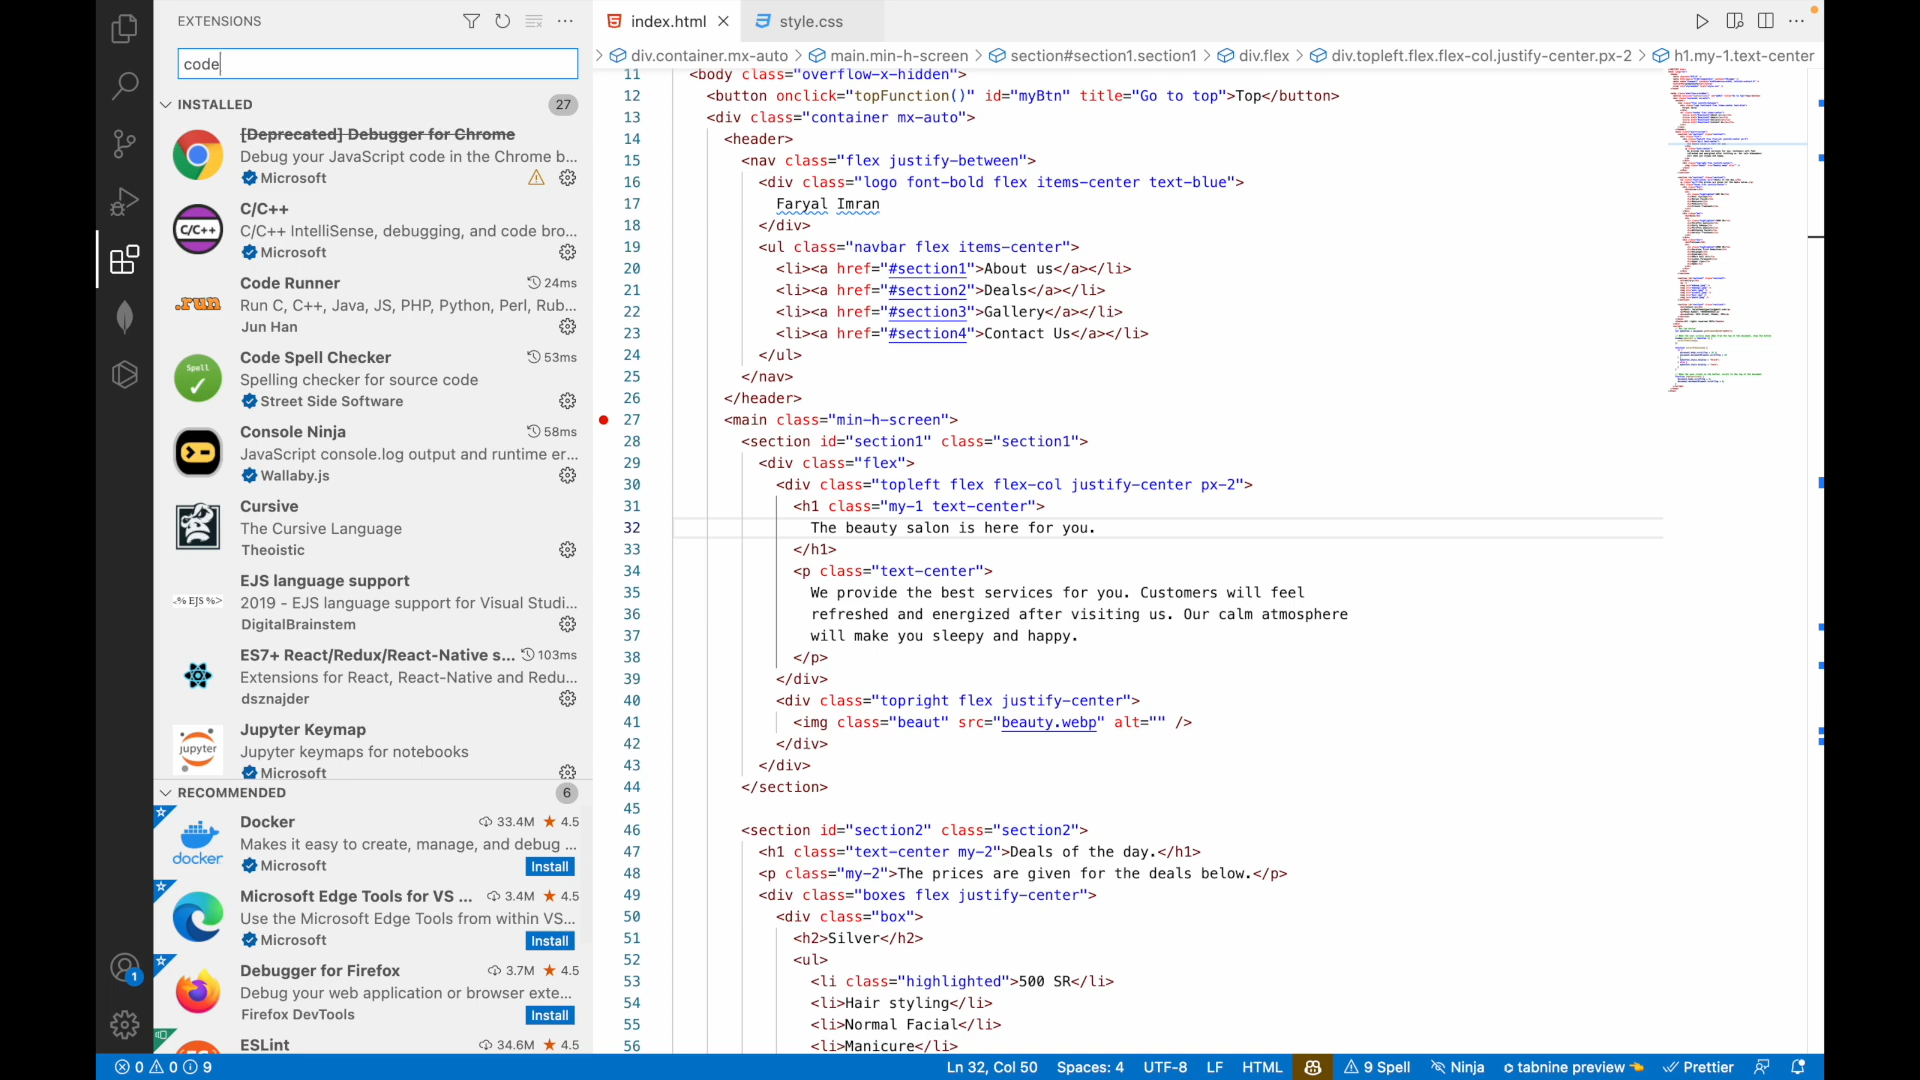 EXTENSIONS
code
INSTALLED 27
[Deprecated] Debugger for Chrome
Debug your JavaScript code in the Chrome b...
Microsoft
C/C++
C/C++
C/C++ IntelliSense, debugging, and code bro...
Microsoft
Code Runner 24ms
.run
Run C, C++, Java, JS, PHP, Python, Perl, Rub...
Jun Han
Code Spell Checker 53ms
Spell
Spelling checker for source code
Street Side Software
Console Ninja 58ms
JavaScript console.log output and runtime er...
Wallaby.js
Cursive
The Cursive Language
Theoistic
EJS language support
<% EJS %>
2019 - EJS language support for Visual Studi...
DigitalBrainstem
ES7+ React/Redux/React-Native s... 103ms
Extensions for React, React-Native and Redu...
dsznajder
Jupyter Keymap
jupyter
Jupyter keymaps for notebooks
Microsoft
RECOMMENDED 6
Docker 33.4M 4.5
Makes it easy to create, manage, and debug ...
docker
Microsoft Install
Microsoft Edge Tools for VS ... 3.4M 4.5
Use the Microsoft Edge Tools from within VS...
Microsoft Install
Debugger for Firefox 3.7M 4.5
Debug your web application or browser exte...
Firefox DevTools Install
ESLint 34.6M 4.5
1
index.html style.css
div.container.mx-auto > main.min-h-screen > section#section1.section1 > div.flex > div.topleft.flex.flex-col.justify-center.px-2 > h1.my-1.text-center
11 <body class="overflow-x-hidden">
12 <button onclick="topFunction()" id="myBtn" title="Go to top">Top</button>
13 <div class="container mx-auto">
14 <header>
15 <nav class="flex justify-between">
16 <div class="logo font-bold flex items-center text-blue">
17 Faryal Imran
18 </div>
19 <ul class="navbar flex items-center">
20 <li><a href="#section1">About us</a></li>
21 <li><a href="#section2">Deals</a></li>
22 <li><a href="#section3">Gallery</a></li>
23 <li><a href="#section4">Contact Us</a></li>
24 </ul>
25 </nav>
26 </header>
27 <main class="min-h-screen">
28 <section id="section1" class="section1">
29 <div class="flex">
30 <div class="topleft flex flex-col justify-center px-2">
31 <h1 class="my-1 text-center">
32 The beauty salon is here for you.
33 </h1>
34 <p class="text-center">
35 We provide the best services for you. Customers will feel
36 refreshed and energized after visiting us. Our calm atmosphere
37 will make you sleepy and happy.
38 </p>
39 </div>
40 <div class="topright flex justify-center">
41 <img class="beaut" src="beauty.webp" alt="" />
42 </div>
43 </div>
44 </section>
45
46 <section id="section2" class="section2">
47 <h1 class="text-center my-2">Deals of the day.</h1>
48 <p class="my-2">The prices are given for the deals below.</p>
49 <div class="boxes flex justify-center">
50 <div class="box">
51 <h2>Silver</h2>
52 <ul>
53 <li class="highlighted">500 SR</li>
54 <li>Hair styling</li>
55 <li>Normal Facial</li>
56 <li>Manicure</li>
0 0 9 Ln 32, Col 50 Spaces: 4 UTF-8 LF HTML 9 Spell Ninja tabnine preview Prettier